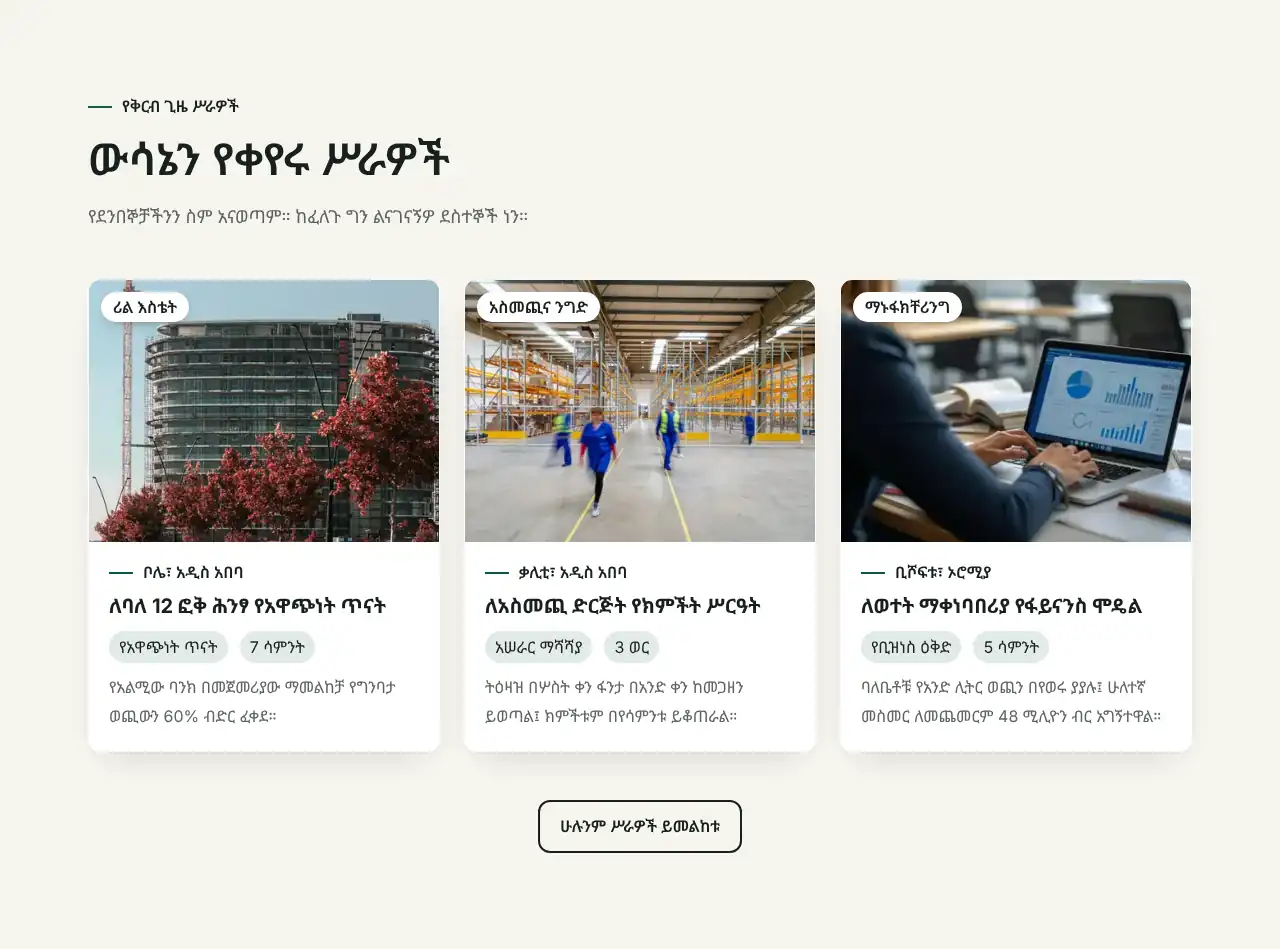 የቅርብ ጊዜ ሥራዎች
ውሳኔን የቀየሩ ሥራዎች
የደንበኞቻችንን ስም አናወጣም። ከፈለጉ ግን ልናገናኝዎ ደስተኞች ነን።
ሪል እስቴት
አስመጪና ንግድ
ማኑፋክቸሪንግ
ቦሌ፣ አዲስ አበባ
ለባለ 12 ፎቅ ሕንፃ የአዋጭነት ጥናት
የአዋጭነት ጥናት
7 ሳምንት
የአልሚው ባንክ በመጀመሪያው ማመልከቻ የግንባታ
ወጪውን 60% ብድር ፈቀደ።
ቃሊቲ፣ አዲስ አበባ
ለአስመጪ ድርጅት የክምችት ሥርዓት
አሠራር ማሻሻያ
3 ወር
ትዕዛዝ በሦስት ቀን ፋንታ በአንድ ቀን ከመጋዘን
ይወጣል፤ ክምችቱም በየሳምንቱ ይቆጠራል።
ቢሾፍቱ፣ ኦሮሚያ
ለወተት ማቀነባበሪያ የፋይናንስ ሞዴል
የቢዝነስ ዕቅድ
5 ሳምንት
ባለቤቶቹ የአንድ ሊትር ወጪን በየወሩ ያያሉ፤ ሁለተኛ
መስመር ለመጨመርም 48 ሚሊዮን ብር አግኝተዋል።
ሁሉንም ሥራዎች ይመልከቱ